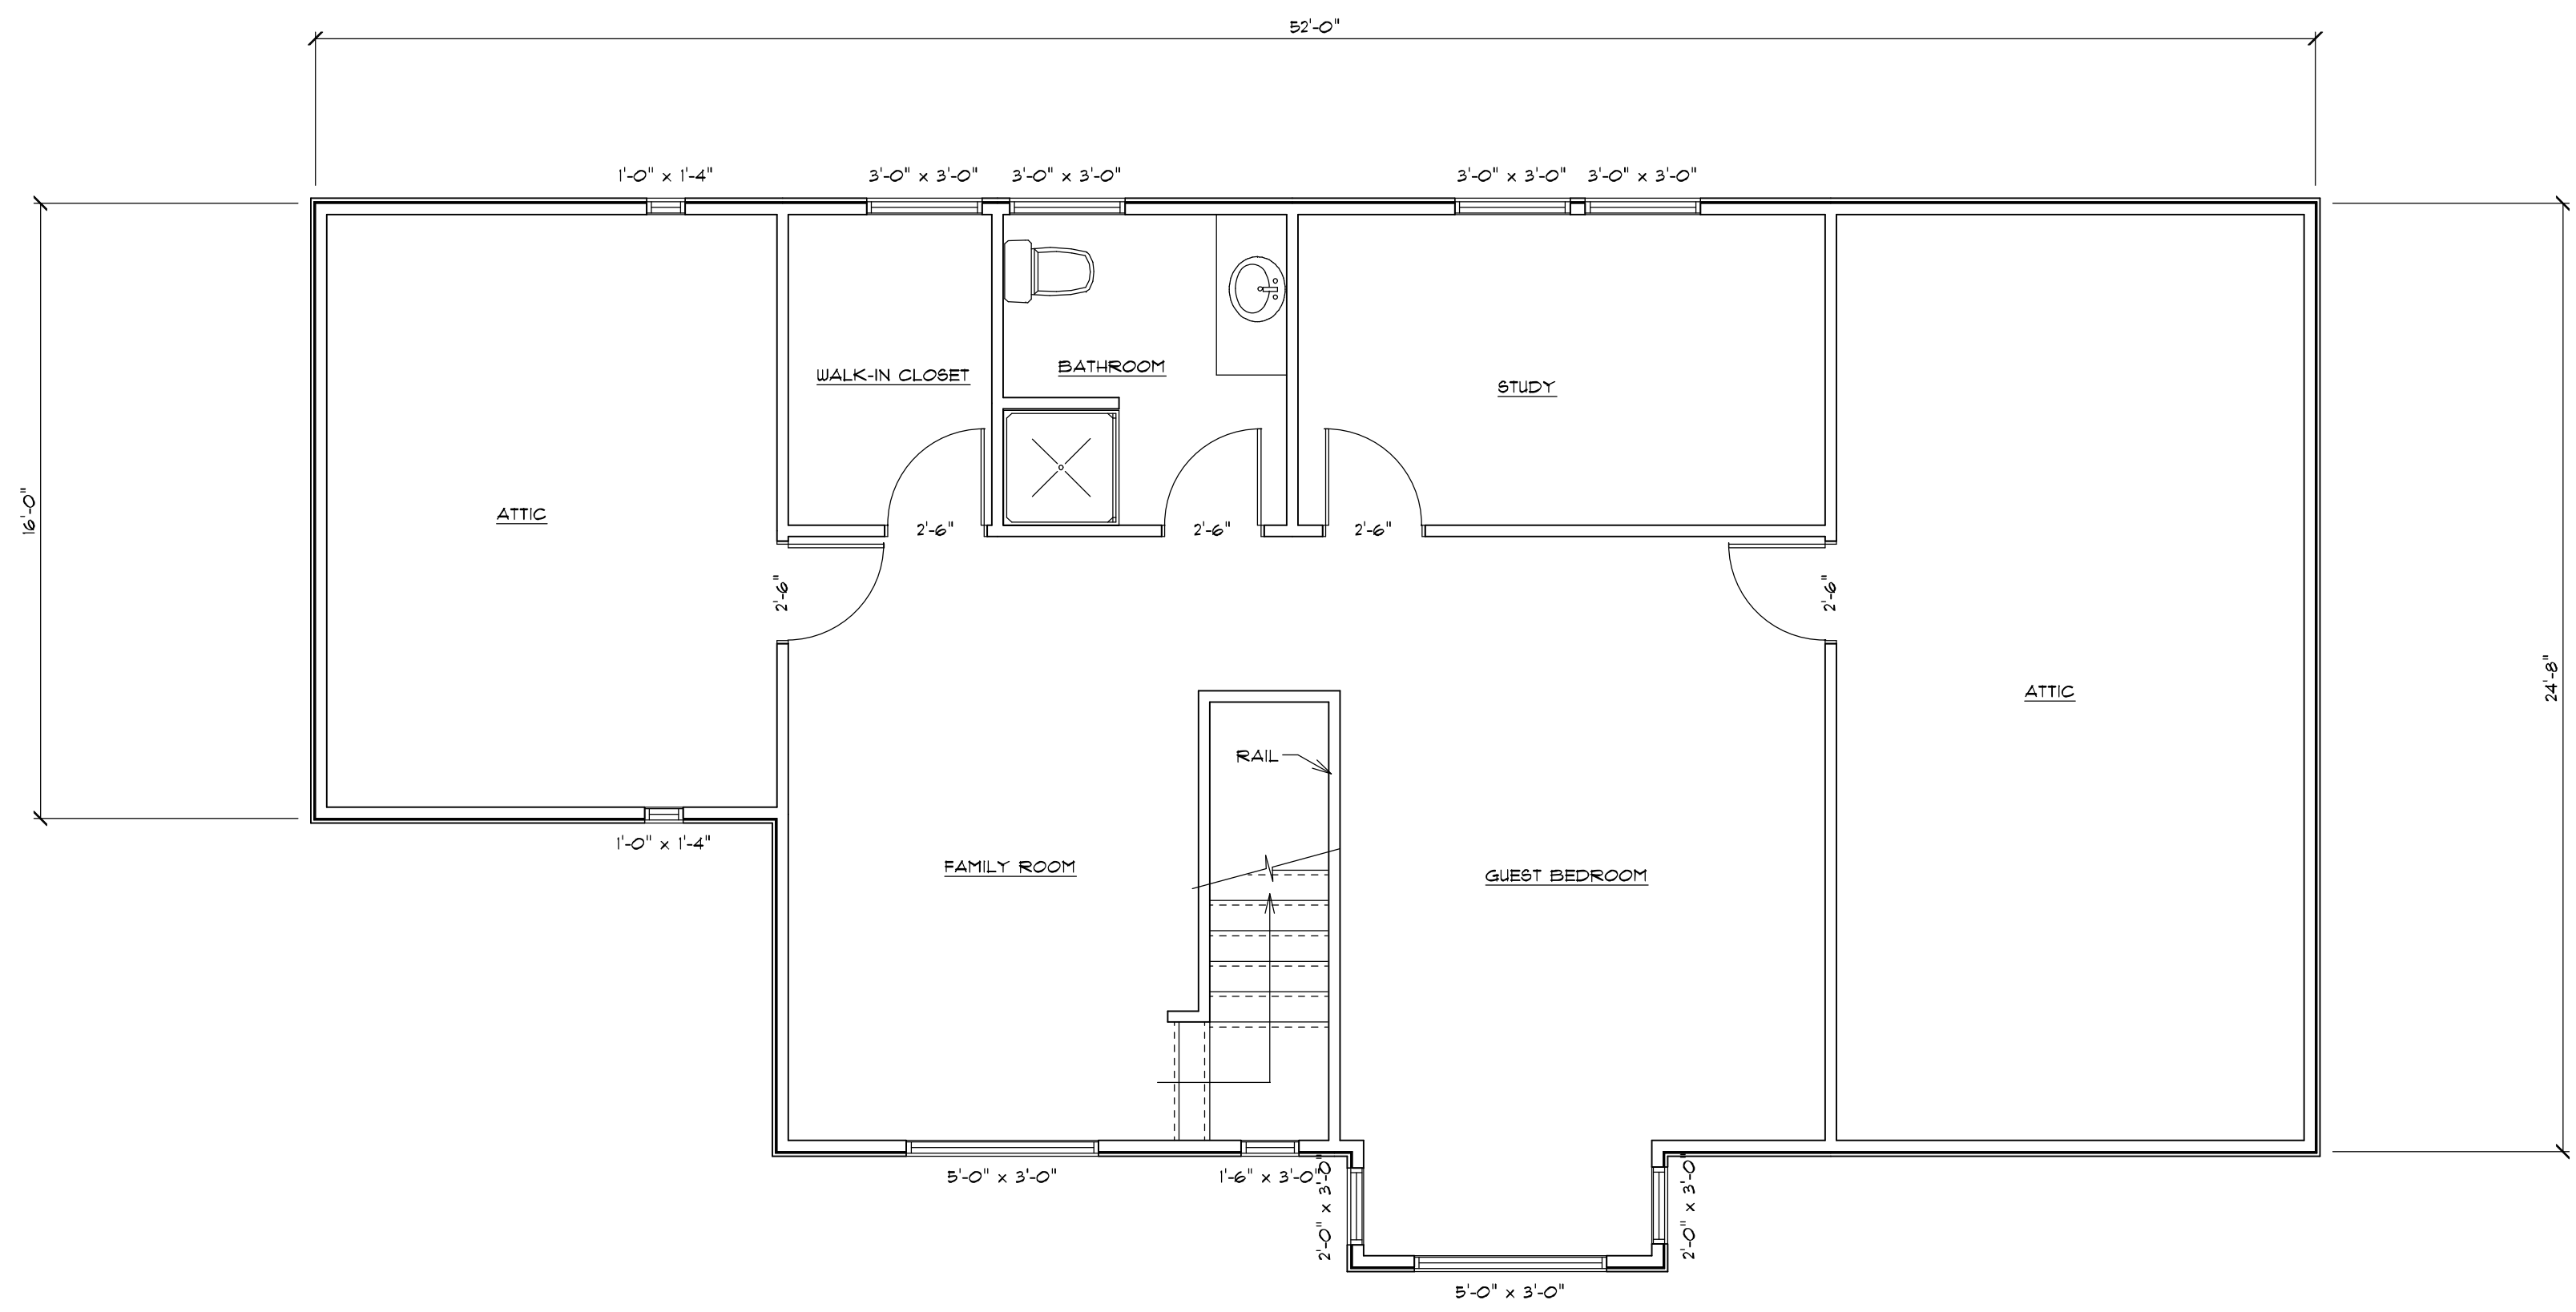 52'-0"
1'-0" x 1'-4"
3'-0" x 3'-0"
3'-0" x 3'-0"
3'-0" x 3'-0"
3'-0" x 3'-0"
WALK-IN CLOSET
BATHROOM
STUDY
16'-0"
ATTIC
2'-6"
2'-6"
2'-6"
2'-6"
2'-6"
24'-8"
ATTIC
RAIL
1'-0" x 1'-4"
FAMILY ROOM
GUEST BEDROOM
5'-0" x 3'-0"
1'-6" x 3'-0"
2'-0" x 3'-0"
2'-0" x 3'-0"
5'-0" x 3'-0"